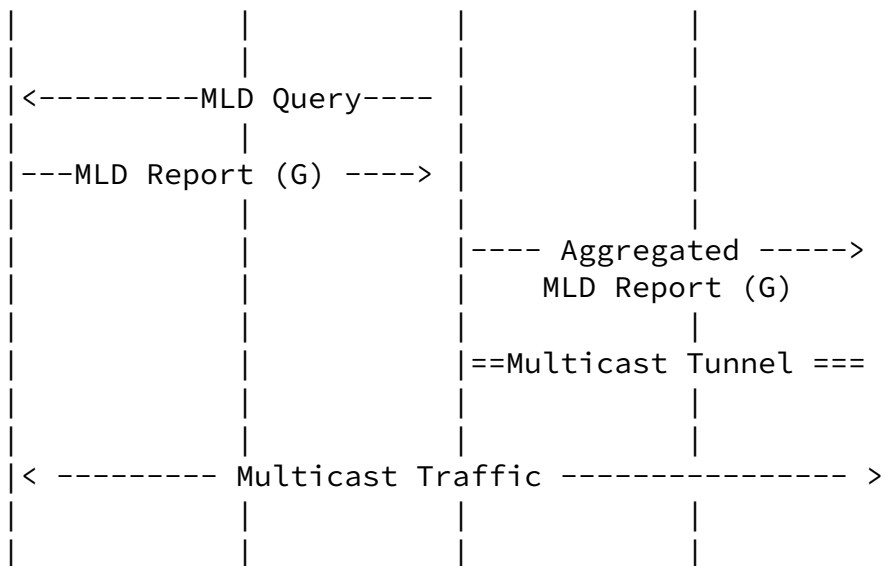 |<---------MLD Query----
|---MLD Report (G) ---->
|---- Aggregated ----->
MLD Report (G)
|==Multicast Tunnel ===
|< --------- Multicast Traffic --------------- >